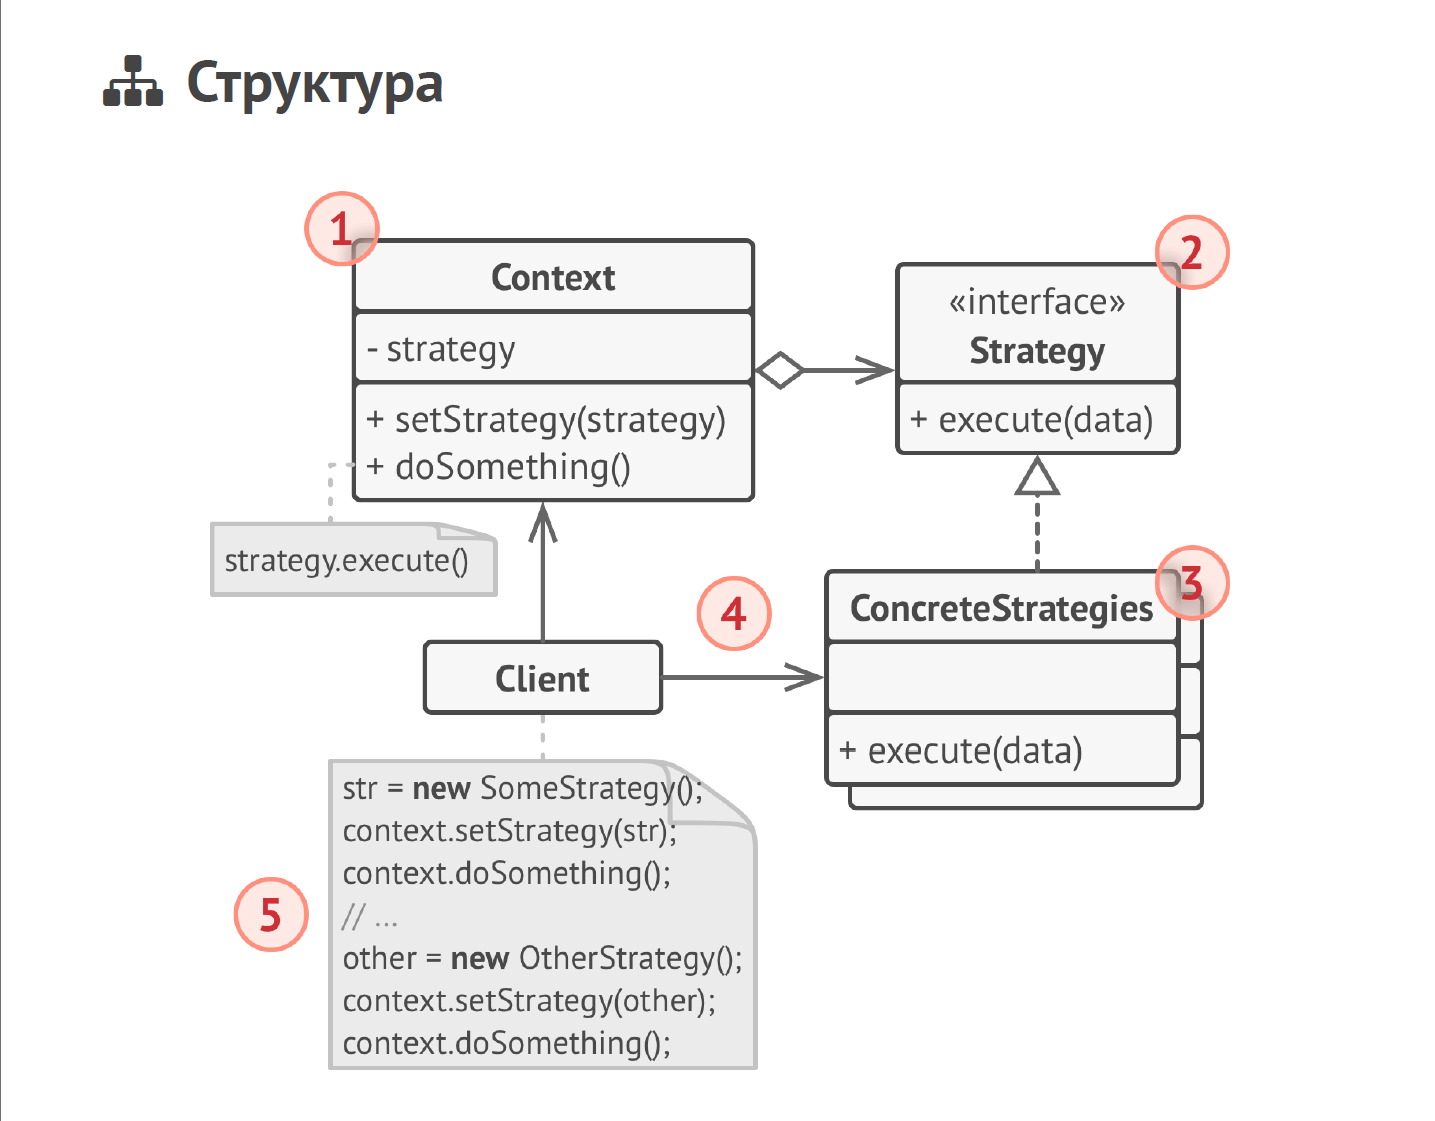 Структура
1
Context
- strategy
+ setStrategy(strategy)
+ doSomething()
strategy.execute()
2
«interface»
Strategy
+ execute(data)
3
ConcreteStrategies
+ execute(data)
4
Client
5
str = new SomeStrategy();
context.setStrategy(str);
context.doSomething();
// ...
other = new OtherStrategy();
context.setStrategy(other);
context.doSomething();